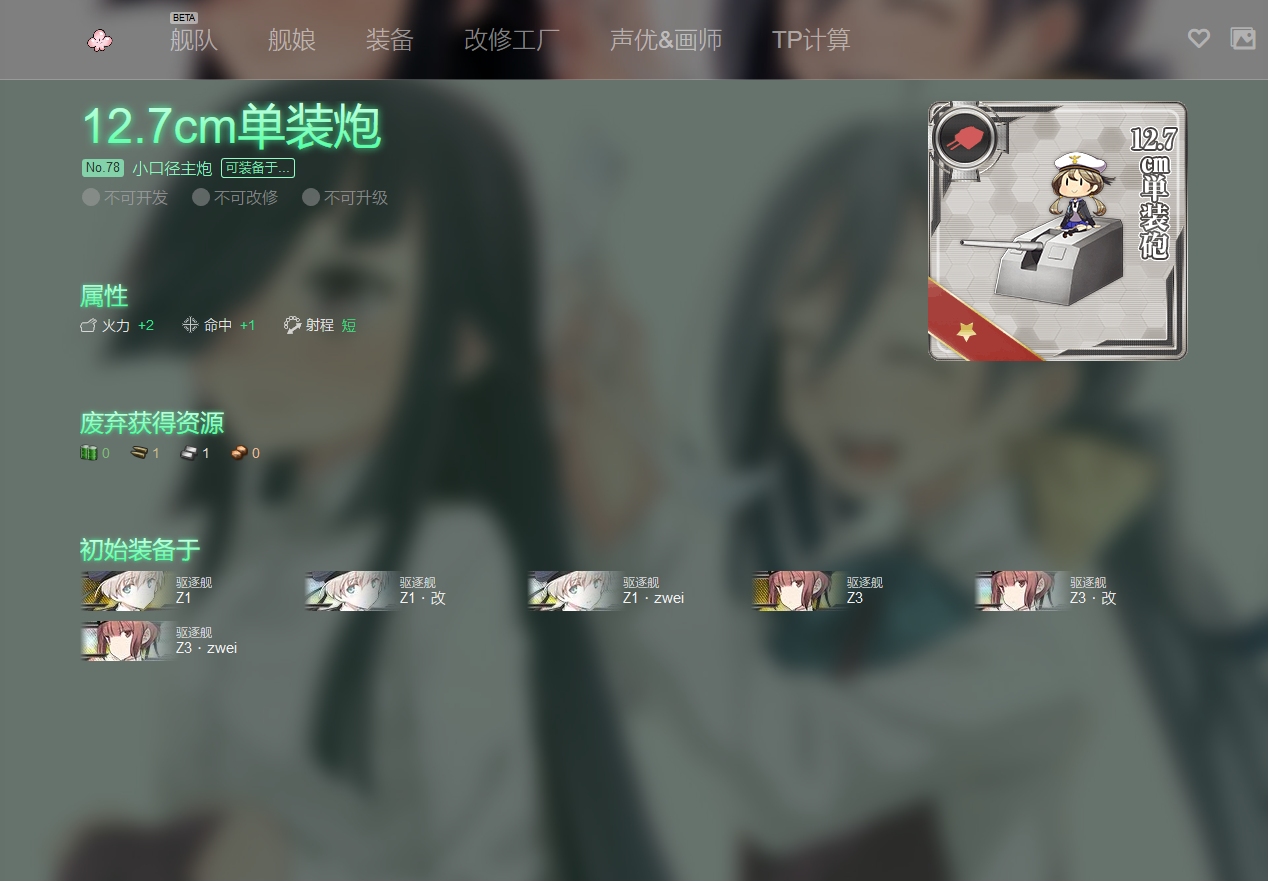 BETA
舰队 舰娘 装备 改修工厂 声优&画师 TP计算
12.7cm单装炮
No.78 小口径主炮 可装备于...
不可开发 不可改修 不可升级
12.7
cm
単
装
砲
属性
火力 +2 命中 +1 射程 短
废弃获得资源
0 1 1 0
初始装备于
驱逐舰 驱逐舰 驱逐舰 驱逐舰 驱逐舰
Z1 Z1 · 改 Z1 · zwei Z3 Z3 · 改
驱逐舰
Z3 · zwei